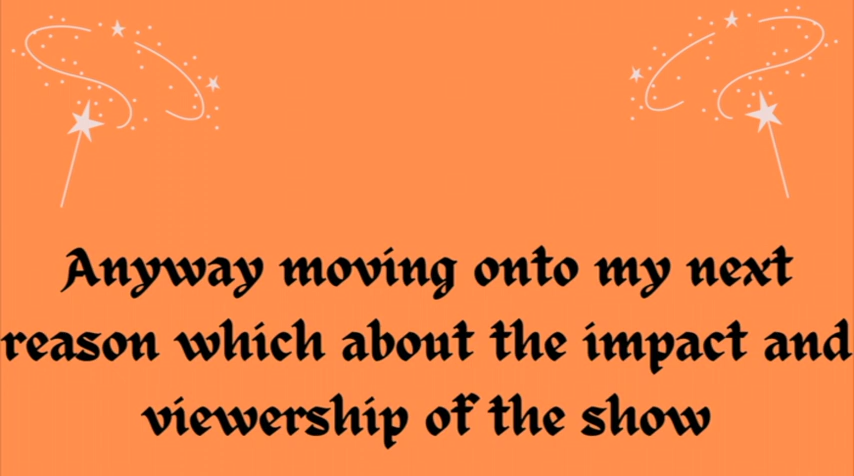 Anyway moving onto my next
reason which about the impact and
viewership of the show